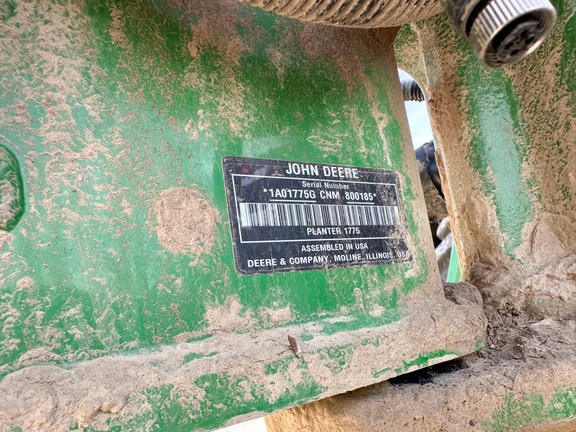 JOHN DEERE
Serial Number
*1A01775G CNM 800185*
PLANTER 1775
ASSEMBLED IN USA
DEERE & COMPANY, MOLINE, ILLINOIS, USA